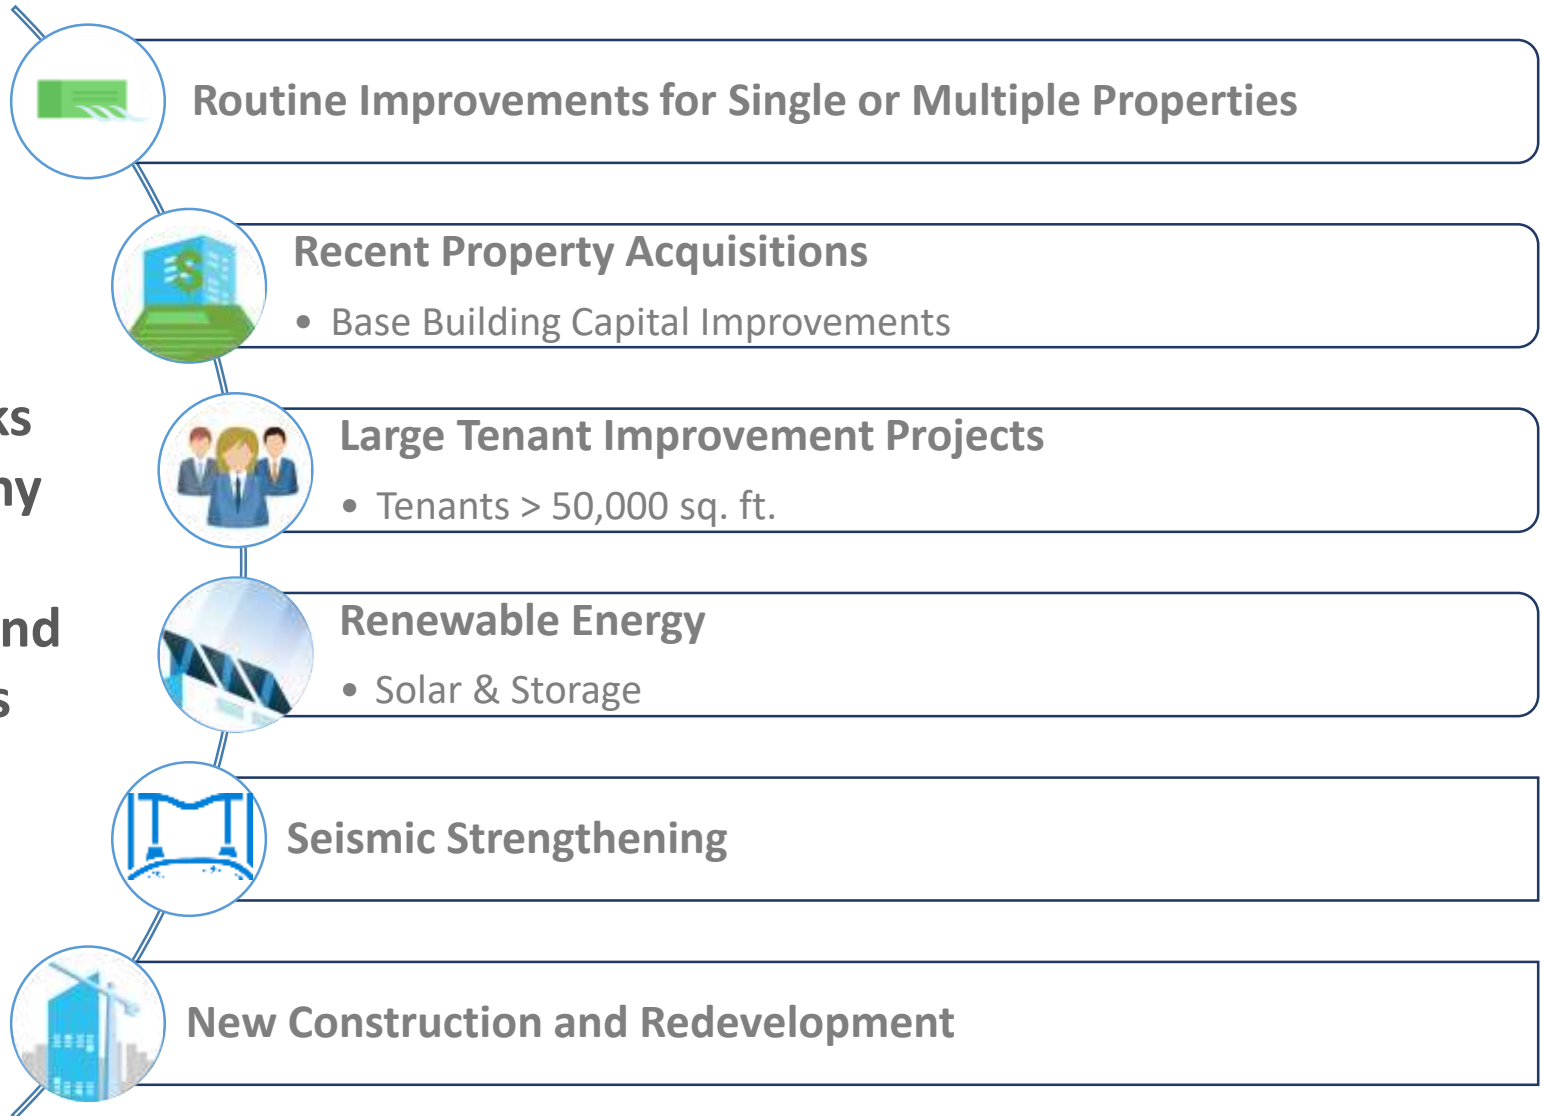 Routine Improvements for Single or Multiple Properties
Recent Property Acquisitions
• Base Building Capital Improvements
Large Tenant Improvement Projects
• Tenants > 50,000 sq. ft.
Renewable Energy
• Solar & Storage
Seismic Strengthening
New Construction and Redevelopment